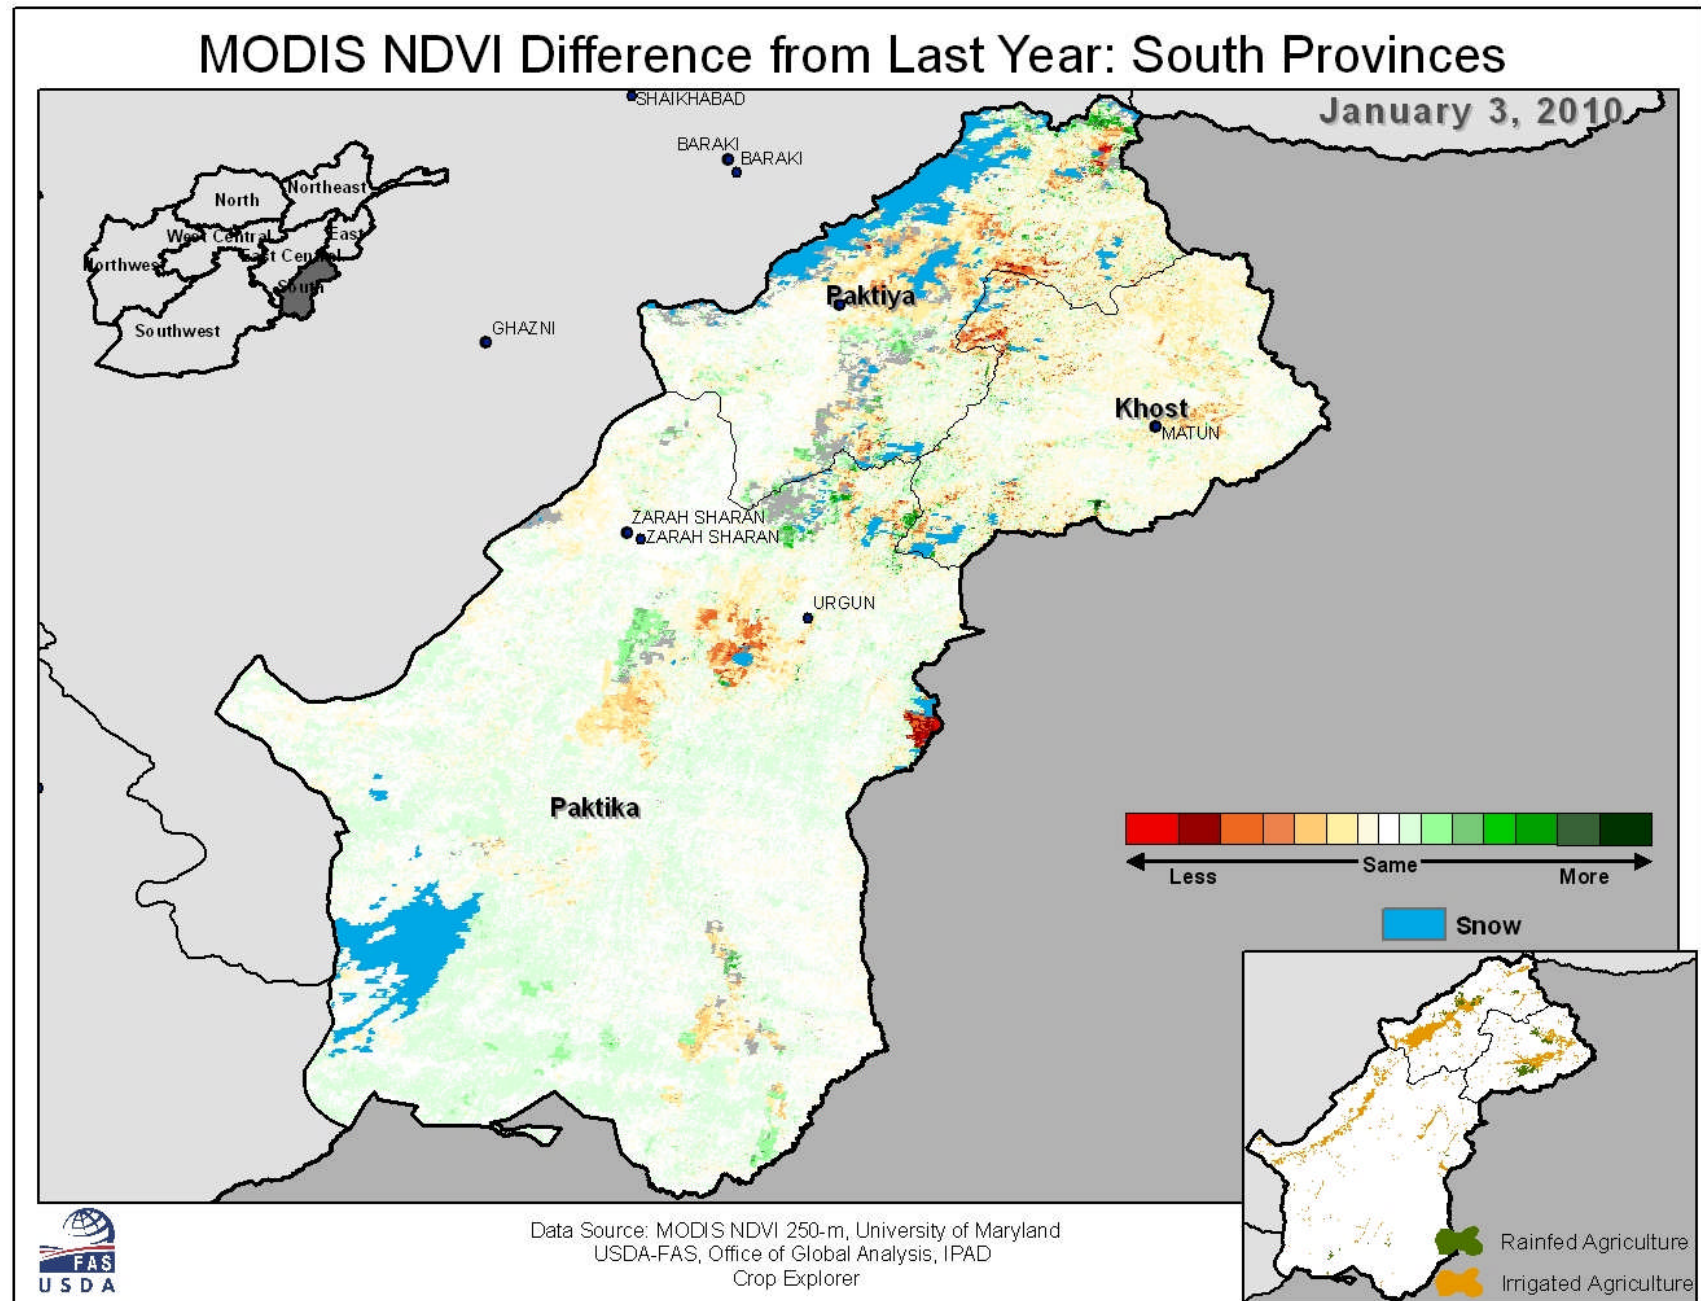 MODIS NDVI Difference from Last Year: South Provinces
January 3, 2010
SHAIKHABAD
BARAKI
BARAKI
North
Northeast
West Central
East
East Central
Northwest
South
Southwest
GHAZNI
Paktiya
Khost
MATUN
ZARAH SHARAN
ZARAH SHARAN
URGUN
Paktika
Same
Less
More
Snow
Rainfed Agriculture
Irrigated Agriculture
FAS
USDA
Data Source: MODIS NDVI 250-m, University of Maryland
USDA-FAS, Office of Global Analysis, IPAD
Crop Explorer